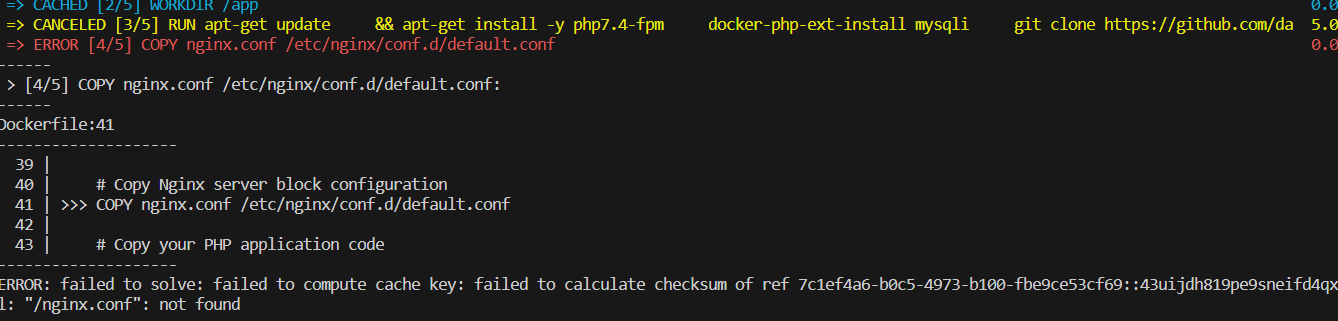 => CACHED [2/5] WORKDIR /app 0.0
=> CANCELED [3/5] RUN apt-get update && apt-get install -y php7.4-fpm docker-php-ext-install mysqli git clone https://github.com/da 5.0
=> ERROR [4/5] COPY nginx.conf /etc/nginx/conf.d/default.conf 0.0
------
> [4/5] COPY nginx.conf /etc/nginx/conf.d/default.conf:
------
Dockerfile:41
--------------------
39 |
40 | # Copy Nginx server block configuration
41 | >>> COPY nginx.conf /etc/nginx/conf.d/default.conf
42 |
43 | # Copy your PHP application code
--------------------
ERROR: failed to solve: failed to compute cache key: failed to calculate checksum of ref 7c1ef4a6-b0c5-4973-b100-fbe9ce53cf69::43uijdh819pe9sneifd4qx
l: "/nginx.conf": not found